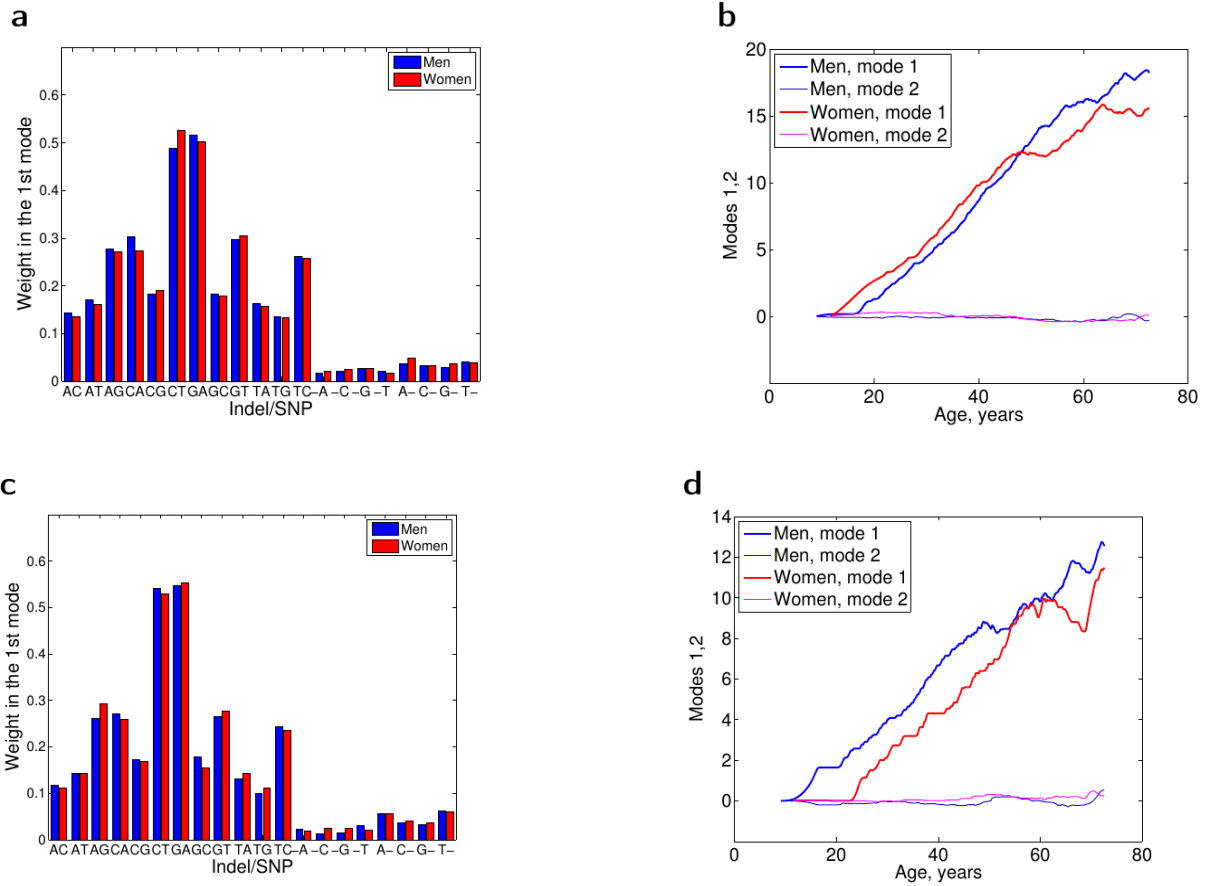 a
0.6
0.5
0.4
0.3
0.2
0.1
0
Weight in the 1st mode
Men
Women
AC AT AG CA CG CT GA GC GT TA TG TC –A –C –G –T A– C– G– T–
Indel/SNP
b
20
15
10
5
0
Modes 1,2
Men, mode 1
Men, mode 2
Women, mode 1
Women, mode 2
0 20 40 60 80
Age, years
c
0.6
0.5
0.4
0.3
0.2
0.1
0
Weight in the 1st mode
Men
Women
AC AT AG CA CG CT GA GC GT TA TG TC –A –C –G –T A– C– G– T–
Indel/SNP
d
14
12
10
8
6
4
2
0
Modes 1,2
Men, mode 1
Men, mode 2
Women, mode 1
Women, mode 2
0 20 40 60 80
Age, years